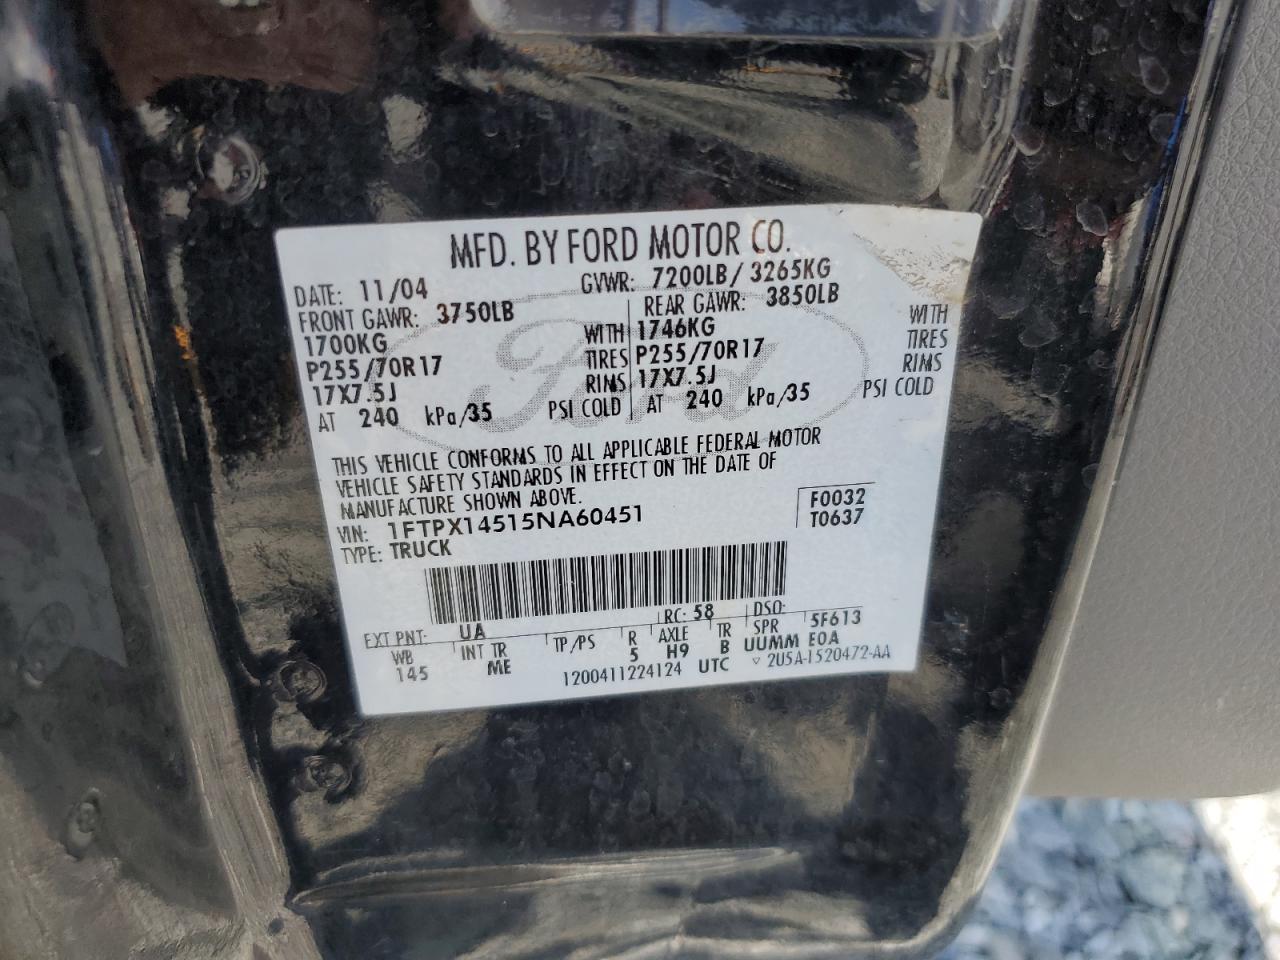 MFD. BY FORD MOTOR CO.
DATE: 11/04 GVWR: 7200LB/ 3265KG
FRONT GAWR: 3750LB REAR GAWR: 3850LB
1700KG WITH 1746KG WITH
P255/70R17 TIRES P255/70R17 TIRES
17X7.5J RIMS 17X7.5J RIMS
AT 240 kPa/35 PSI COLD AT 240 kPa/35 PSI COLD
Ford
THIS VEHICLE CONFORMS TO ALL APPLICABLE FEDERAL MOTOR
VEHICLE SAFETY STANDARDS IN EFFECT ON THE DATE OF
MANUFACTURE SHOWN ABOVE.
VIN: 1FTPX14515NA60451 F0032
TYPE: TRUCK T0637
EXT PNT: UA RC: 58 DSO:
WB INT TR TP/PS R AXLE TR SPR 5F613
145 ME 5 H9 B UUMM EOA
1200411224124 UTC ▽ 2U5A-1520472-AA